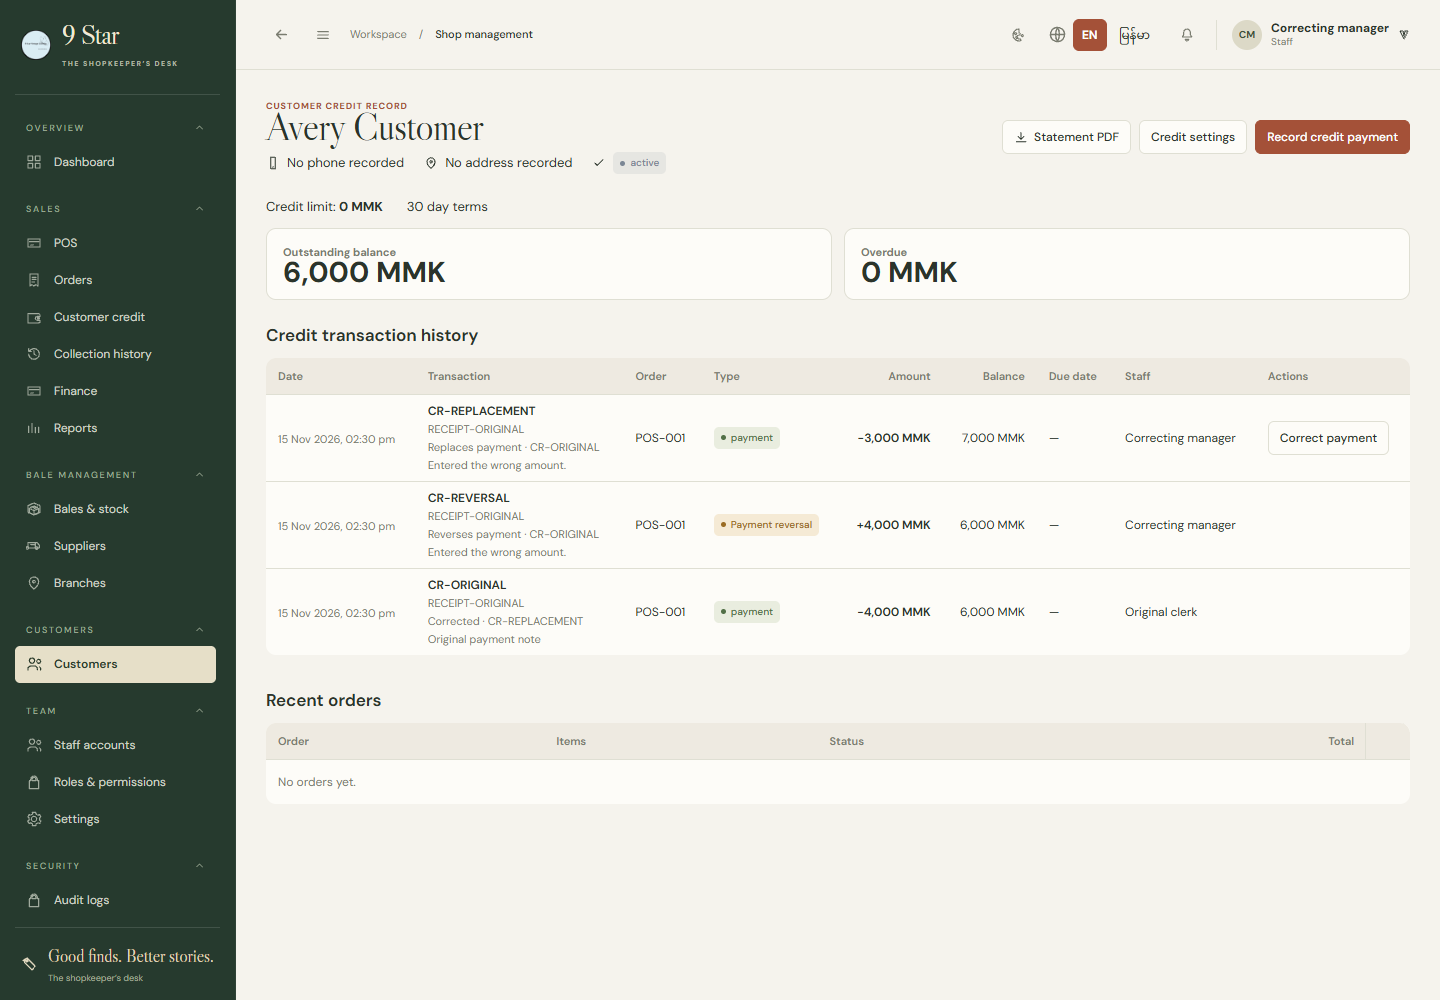 9 Star
THE SHOPKEEPER'S DESK
OVERVIEW
Dashboard
SALES
POS
Orders
Customer credit
Collection history
Finance
Reports
BALE MANAGEMENT
Bales & stock
Suppliers
Branches
CUSTOMERS
Customers
TEAM
Staff accounts
Roles & permissions
Settings
SECURITY
Audit logs
Good finds. Better stories.
The shopkeeper's desk
Workspace / Shop management
EN မြန်မာ
CM Correcting manager
Staff
CUSTOMER CREDIT RECORD
Avery Customer
No phone recorded No address recorded active
Statement PDF Credit settings Record credit payment
Credit limit: 0 MMK 30 day terms
Outstanding balance
6,000 MMK
Overdue
0 MMK
Credit transaction history
Date Transaction Order Type Amount Balance Due date Staff Actions
CR-REPLACEMENT
RECEIPT-ORIGINAL
15 Nov 2026, 02:30 pm POS-001 payment -3,000 MMK 7,000 MMK — Correcting manager Correct payment
Replaces payment · CR-ORIGINAL
Entered the wrong amount.
CR-REVERSAL
RECEIPT-ORIGINAL
15 Nov 2026, 02:30 pm POS-001 Payment reversal +4,000 MMK 6,000 MMK — Correcting manager
Reverses payment · CR-ORIGINAL
Entered the wrong amount.
CR-ORIGINAL
RECEIPT-ORIGINAL
15 Nov 2026, 02:30 pm POS-001 payment -4,000 MMK 6,000 MMK — Original clerk
Corrected · CR-REPLACEMENT
Original payment note
Recent orders
Order Items Status Total
No orders yet.